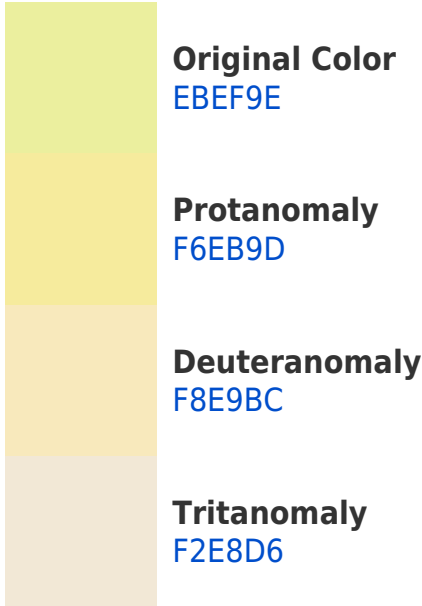 Original Color
EBEF9E
Protanomaly
F6EB9D
Deuteranomaly
F8E9BC
Tritanomaly
F2E8D6